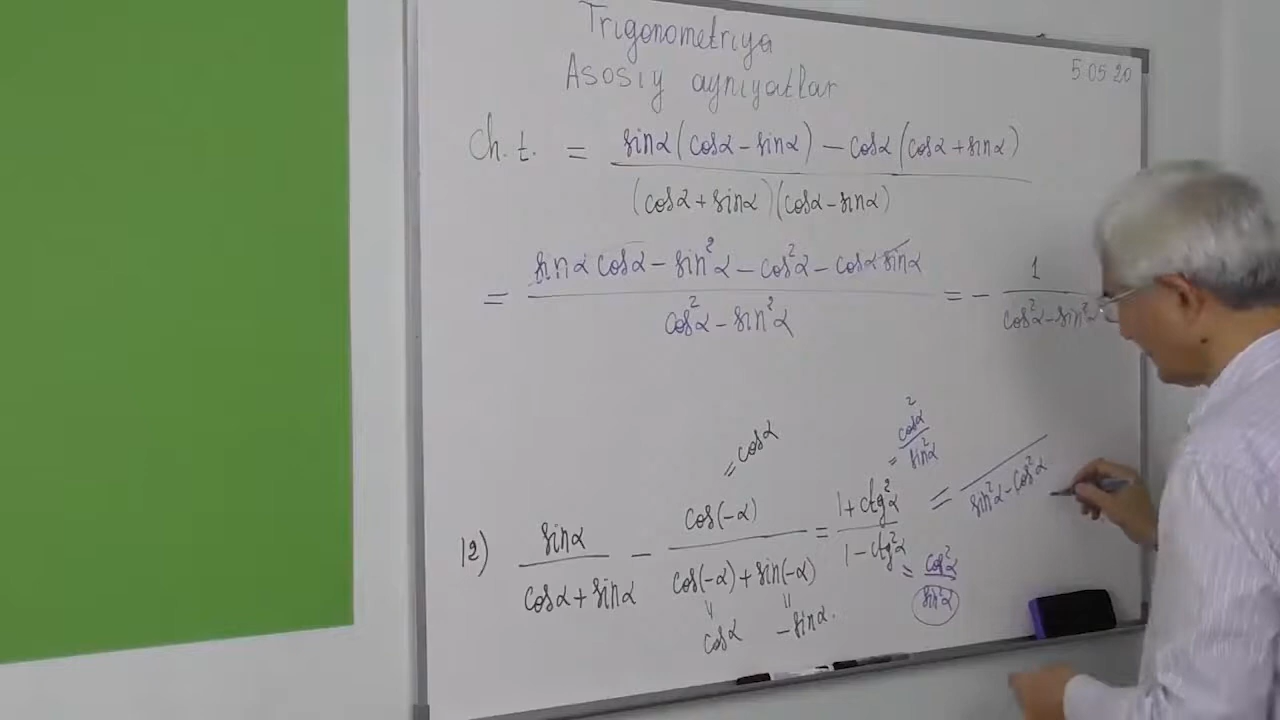 Trigonometriya
Asosiy ayniyatlar
5.05.20
Ch. t. = (sinα(cosα − sinα) − cosα(cosα + sinα)) / ((cosα + sinα)(cosα − sinα))
= (sinα cosα − sin²α − cos²α − cosα sinα) / (cos²α − sin²α) = − 1 / (cos²α − sin²α)
12) sinα / (cosα + sinα) − cos(−α) / (cos(−α) + sin(−α)) = (1 + ctg²α) / (1 − ctg²α) = / (sin²α − cos²α)
= cosα
= cos²α / sin²α
= cos²α / sin²α
" cosα
" −sinα.